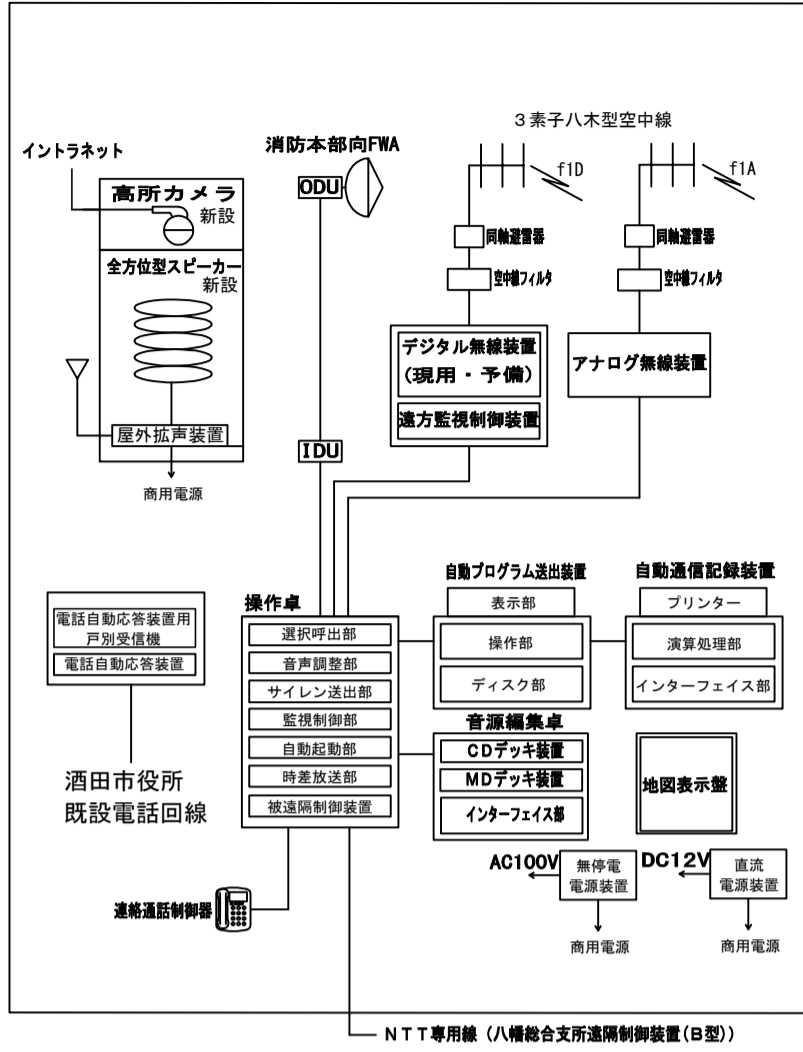 ３素子八木型空中線
消防本部向FWA
イントラネット
ODU
f1D
f1A
高所カメラ
新設
同軸避雷器
同軸避雷器
全方位型スピーカー
新設
空中線フィルタ
空中線フィルタ
デジタル無線装置
(現用・予備)
アナログ無線装置
遠方監視制御装置
屋外拡声装置
IDU
商用電源
自動プログラム送出装置
自動通信記録装置
操作卓
表示部
プリンター
電話自動応答装置用
戸別受信機
電話自動応答装置
選択呼出部
操作部
演算処理部
音声調整部
サイレン送出部
ディスク部
インターフェイス部
監視制御部
音源編集卓
自動起動部
CDデッキ装置
時差放送部
MDデッキ装置
被遠隔制御装置
インターフェイス部
地図表示盤
酒田市役所
既設電話回線
AC100V
無停電
電源装置
DC12V
直流
電源装置
連絡通話制御器
商用電源
商用電源
ＮＴＴ専用線（八幡総合支所遠隔制御装置(B型)）